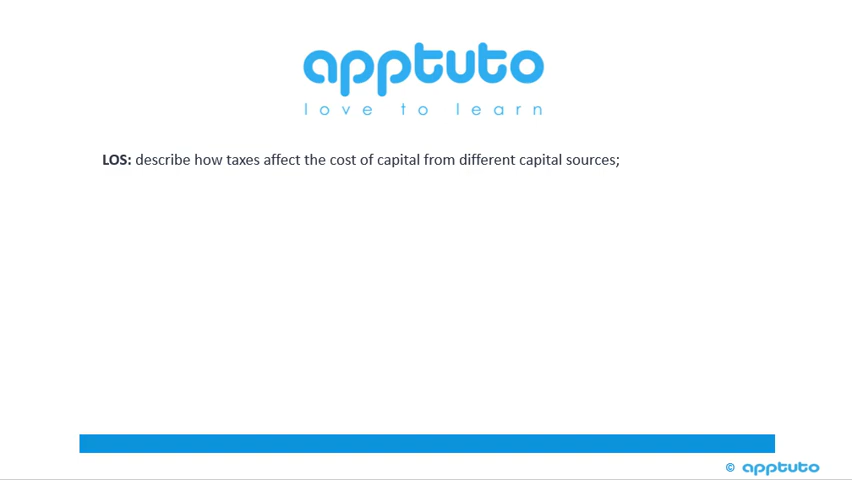 apptuto
love to learn
LOS: describe how taxes affect the cost of capital from different capital sources;
© apptuto